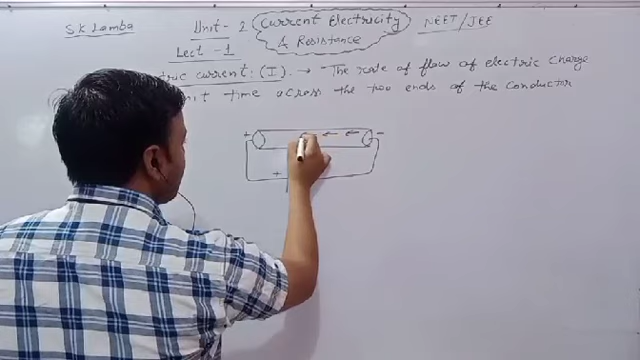 S.K Lamba
Unit- 2
Current Electricity
& Resistance
NEET/JEE
Lect-1
tric current: (I). → The rate of flow of electric charge
nit time across the two ends of the conductor
+ -
+